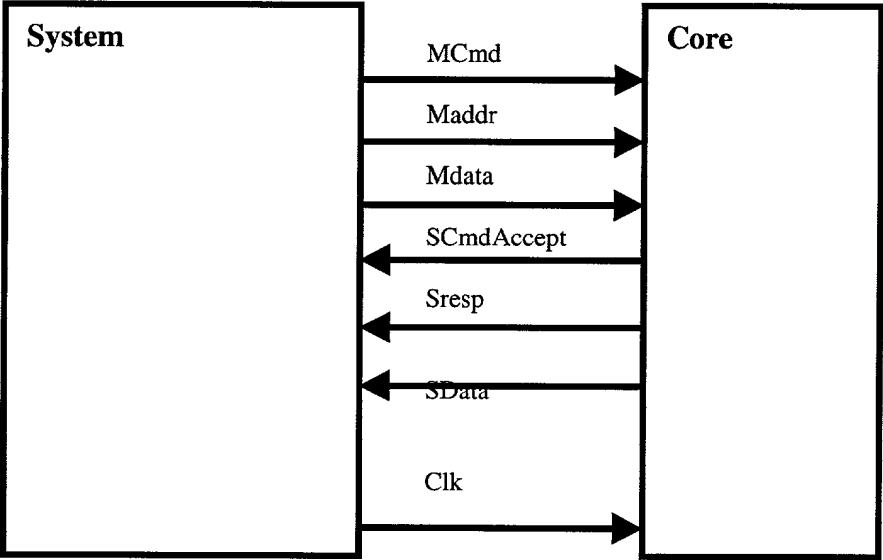 System
Core
MCmd
Maddr
Mdata
SCmdAccept
Sresp
SData
Clk